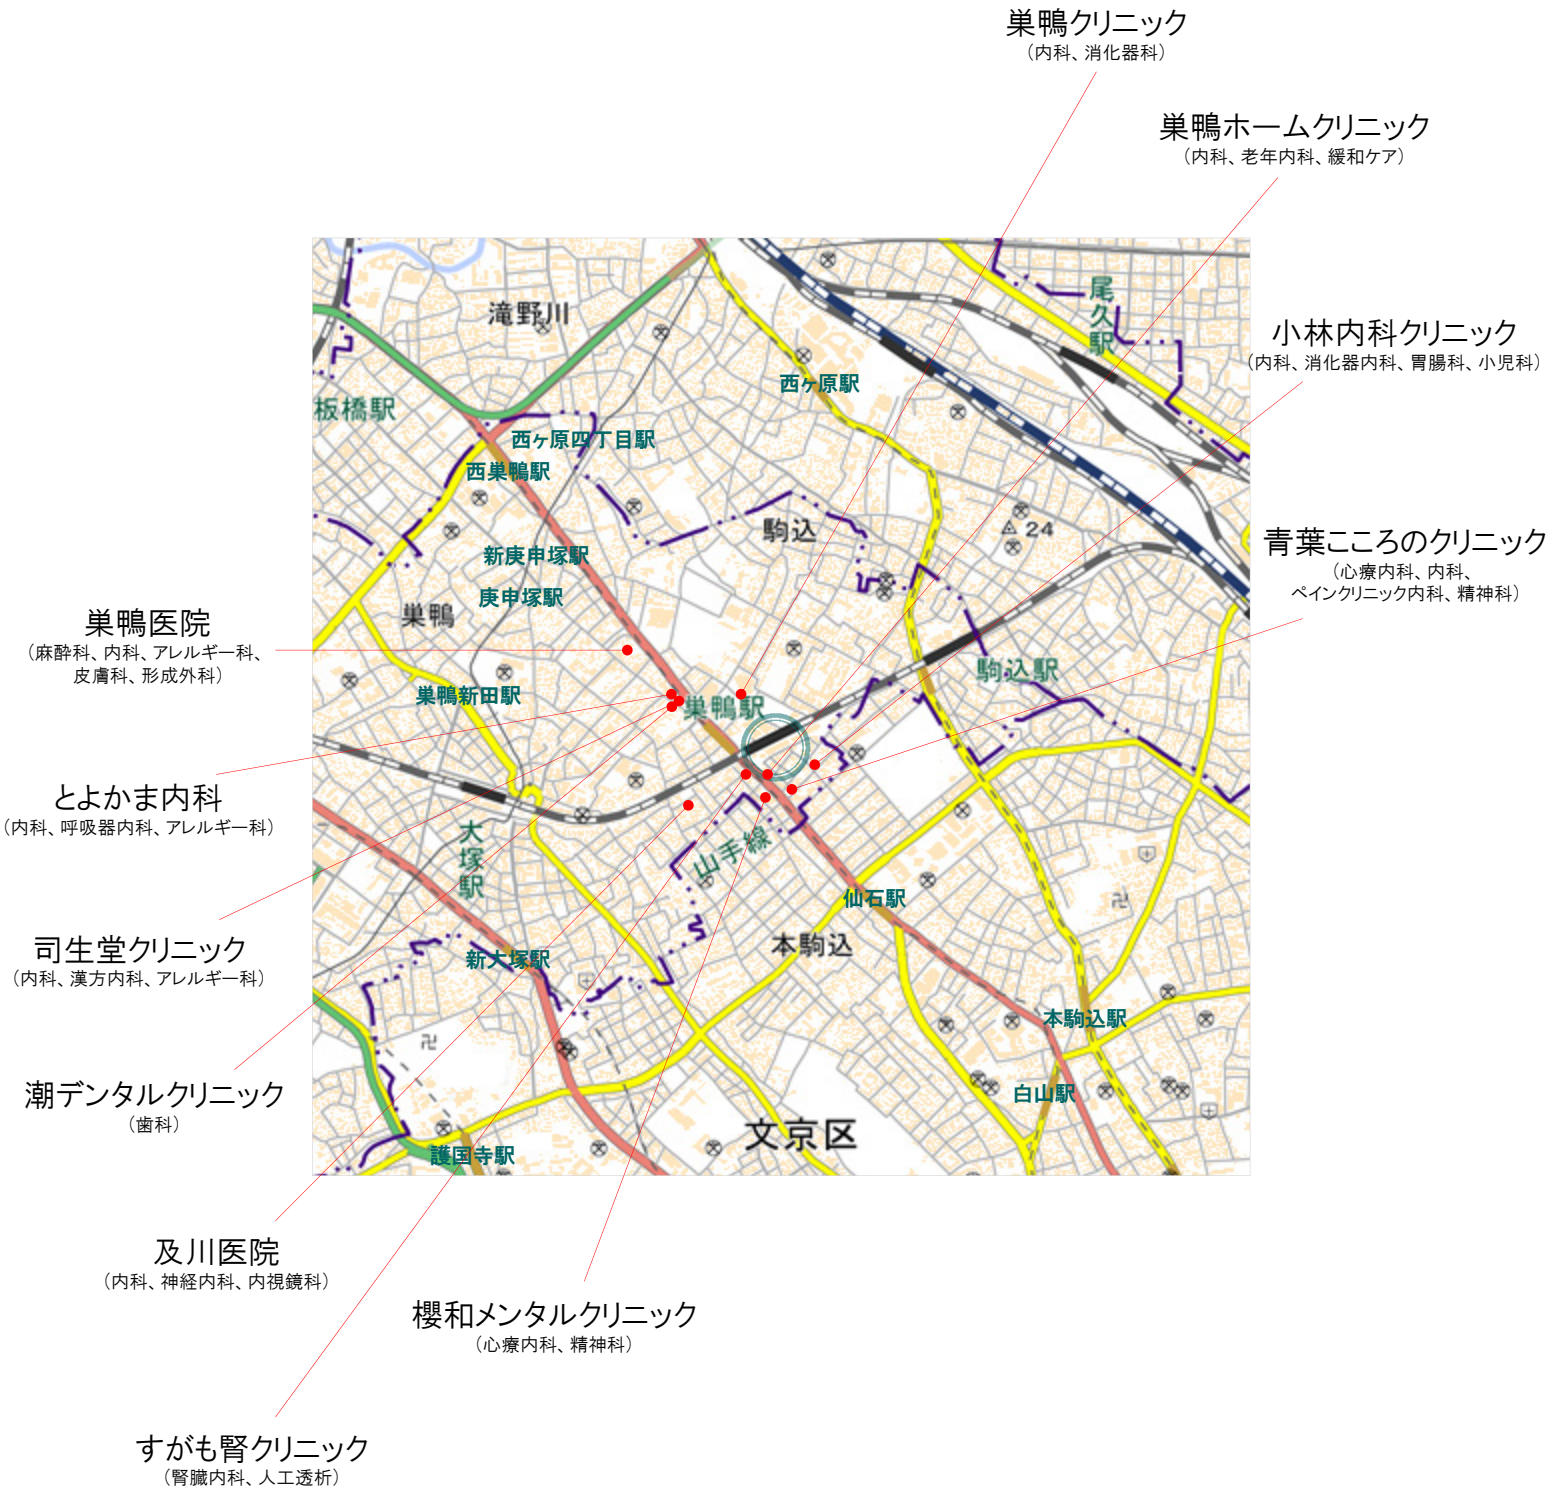 巣鴨クリニック
（内科、消化器科）
巣鴨ホームクリニック
（内科、老年内科、緩和ケア）
小林内科クリニック
（内科、消化器内科、胃腸科、小児科）
青葉こころのクリニック
（心療内科、内科、
ペインクリニック内科、精神科）
巣鴨医院
（麻酔科、内科、アレルギー科、
皮膚科、形成外科）
とよかま内科
（内科、呼吸器内科、アレルギー科）
司生堂クリニック
（内科、漢方内科、アレルギー科）
潮デンタルクリニック
（歯科）
及川医院
（内科、神経内科、内視鏡科）
櫻和メンタルクリニック
（心療内科、精神科）
すがも腎クリニック
（腎臓内科、人工透析）
滝野川
尾久駅
西ヶ原駅
板橋駅
西ヶ原四丁目駅
西巣鴨駅
駒込
24
新庚申塚駅
庚申塚駅
巣鴨
駒込駅
巣鴨新田駅
巣鴨駅
大塚駅
山手線
仙石駅
本駒込
新大塚駅
本駒込駅
白山駅
文京区
護国寺駅